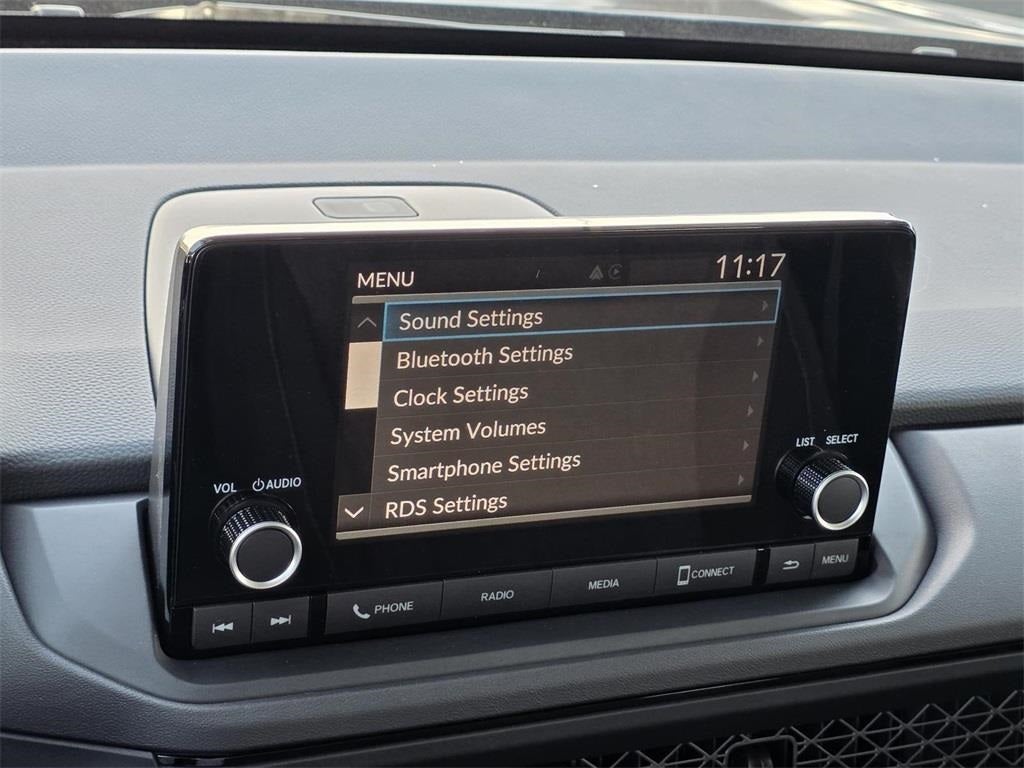 MENU 11:17
Sound Settings
Bluetooth Settings
Clock Settings
System Volumes
Smartphone Settings
RDS Settings
VOL AUDIO
LIST SELECT
PHONE RADIO MEDIA CONNECT MENU